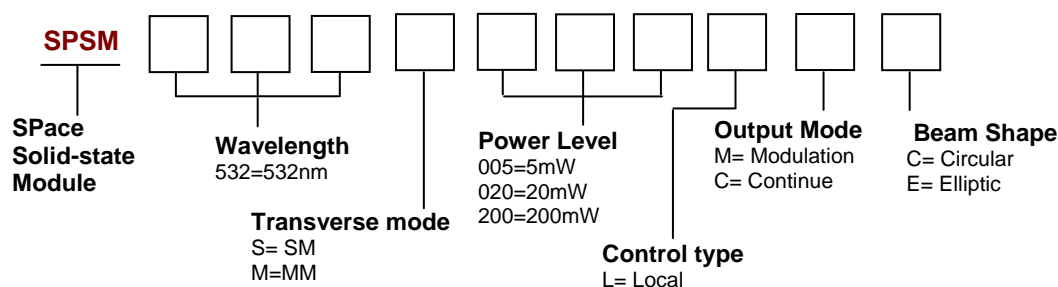 SPSM
SPace
Solid-state
Module
Wavelength
532=532nm
Transverse mode
S= SM
M=MM
Power Level
005=5mW
020=20mW
200=200mW
Control type
L= Local
Output Mode
M= Modulation
C= Continue
Beam Shape
C= Circular
E= Elliptic